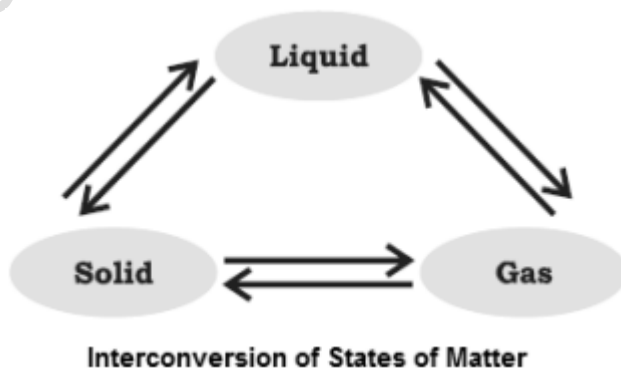 Liquid
Solid
Gas
Interconversion of States of Matter